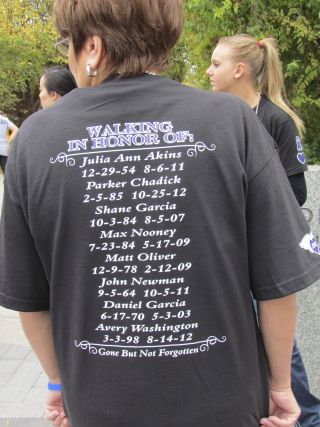 WALKING
IN HONOR OF:
Julia Ann Akins
12-29-54 8-6-11
Parker Chadick
2-5-85 10-25-12
Shane Garcia
10-3-84 8-5-07
Max Nooney
7-23-84 5-17-09
Matt Oliver
12-9-78 2-12-09
John Newman
9-5-64 10-5-11
Daniel Garcia
6-17-70 5-3-03
Avery Washington
3-3-98 8-14-12
Gone But Not Forgotten